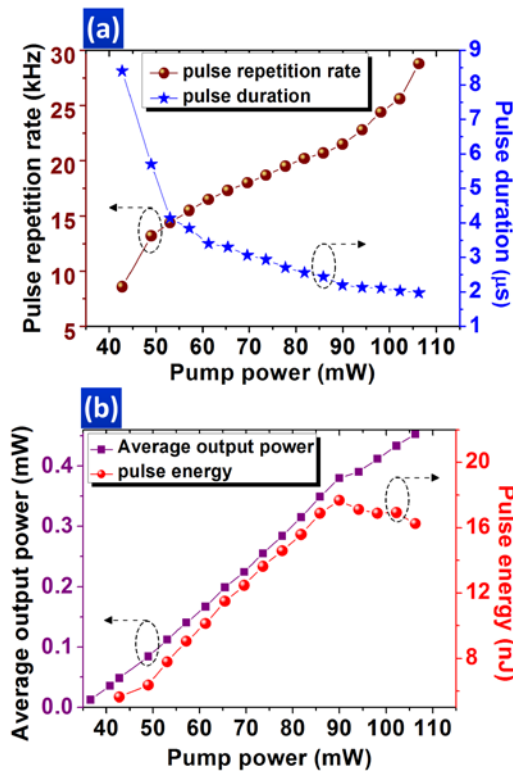 (a)
pulse repetition rate
pulse duration
Pulse repetition rate (kHz)
30
25
20
15
10
5
Pulse duration (μs)
9
8
6
5
4
2
1
40 50 60 70 80 90 100 110
Pump power (mW)
(b)
Average output power
pulse energy
Average output power (mW)
0.4
0.3
0.2
0.1
0.0
Pulse energy (nJ)
22
20
16
12
8
6
40 50 60 70 80 90 100 110
Pump power (mW)